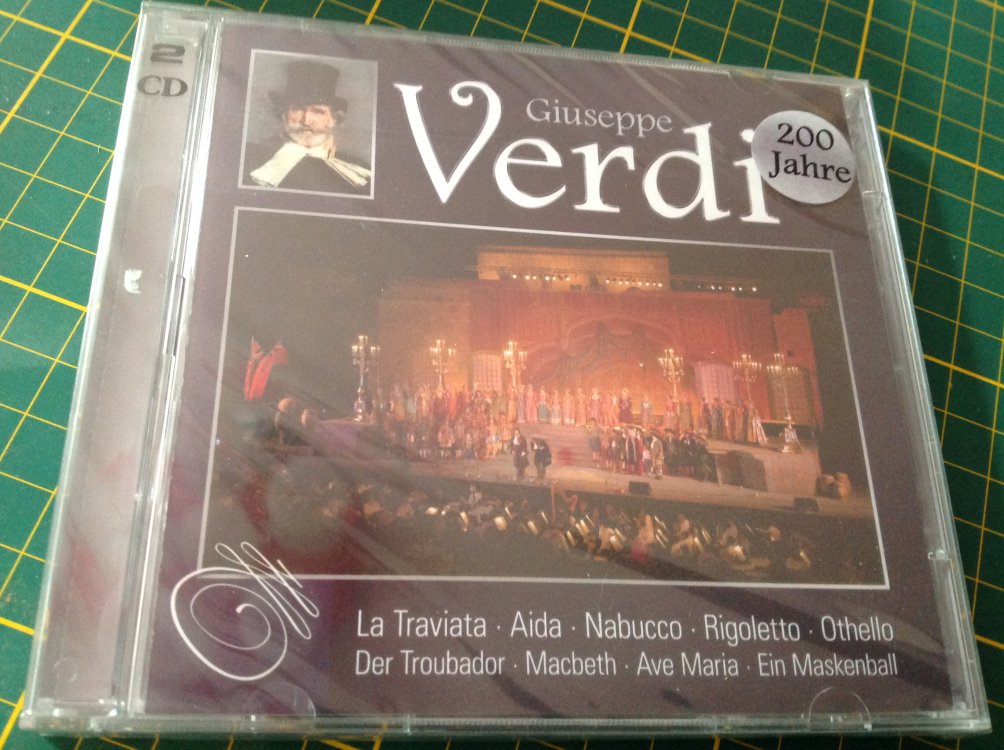 2
CD
Giuseppe
Verdi
200
Jahre
La Traviata · Aida · Nabucco · Rigoletto · Othello
Der Troubador · Macbeth · Ave Maria · Ein Maskenball